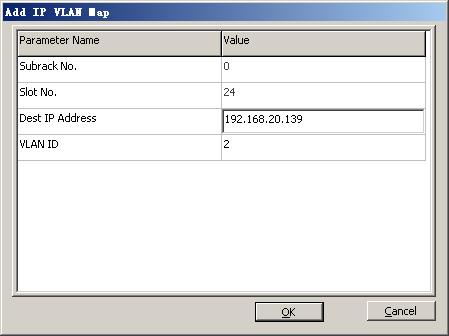 Add IP VLAN Map
Parameter Name Value
Subrack No. 0
Slot No. 24
Dest IP Address 192.168.20.139
VLAN ID 2
OK Cancel